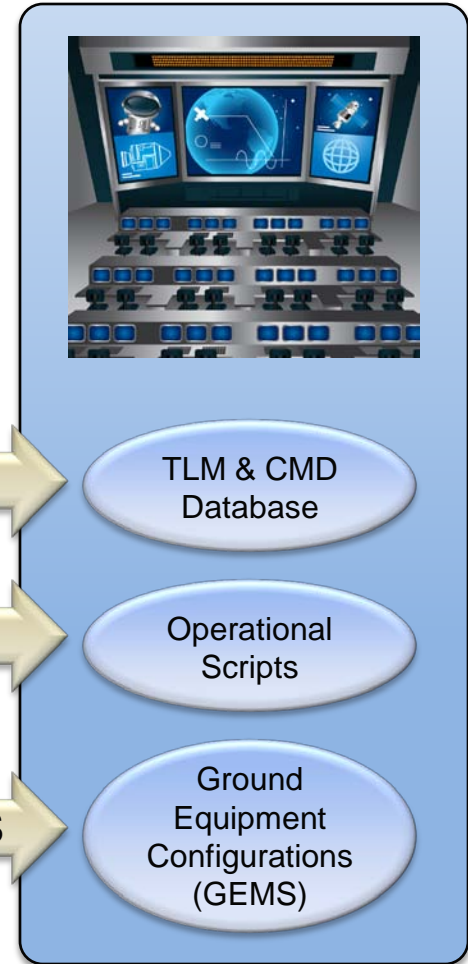 TLM & CMD
Database
Operational
Scripts
S
Ground
Equipment
Configurations
(GEMS)